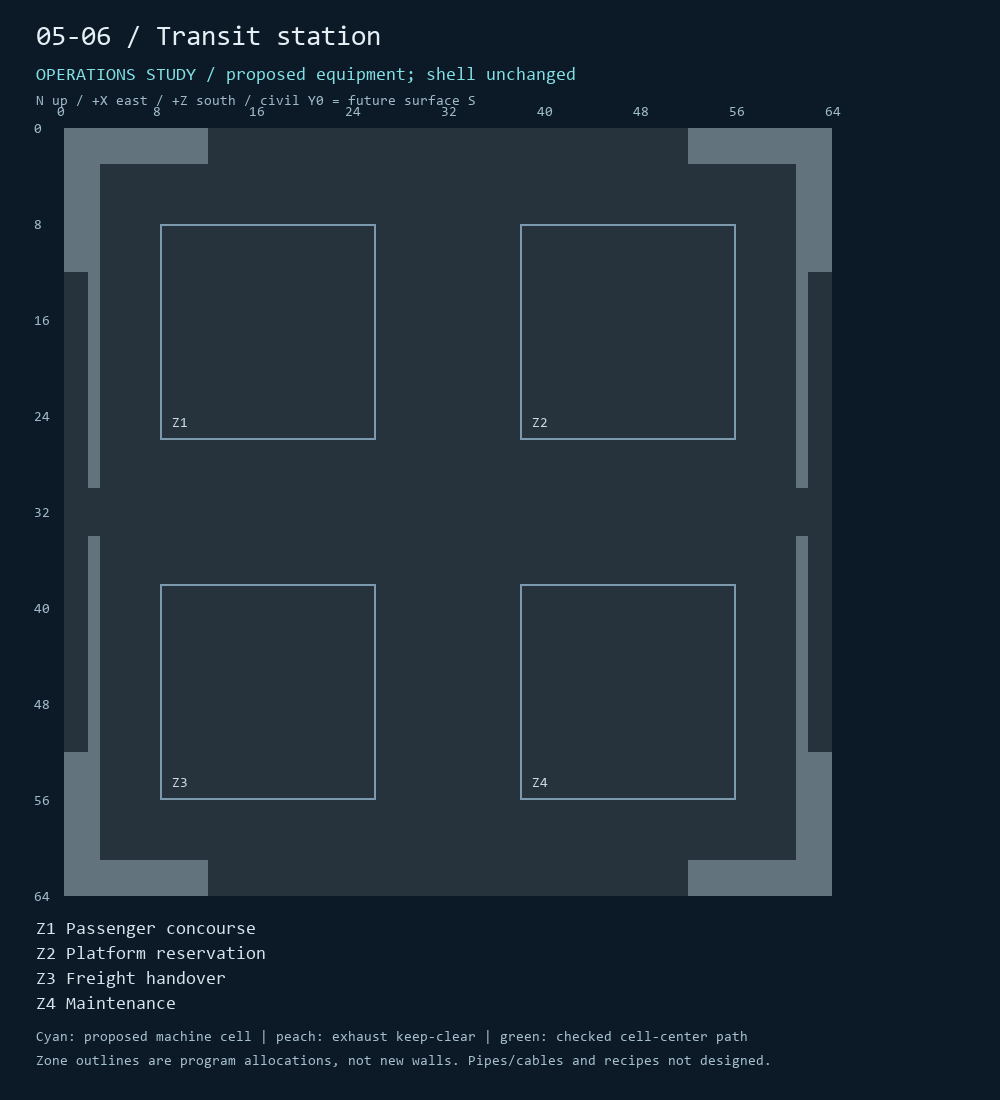 05-06 / Transit station
OPERATIONS STUDY / proposed equipment; shell unchanged
N up / +X east / +Z south / civil Y0 = future surface S
0 8 16 24 32 40 48 56 64
0
8
16
24
Z1 Z2
32
40
48
Z3 Z4
56
64
Z1 Passenger concourse
Z2 Platform reservation
Z3 Freight handover
Z4 Maintenance
Cyan: proposed machine cell | peach: exhaust keep-clear | green: checked cell-center path
Zone outlines are program allocations, not new walls. Pipes/cables and recipes not designed.